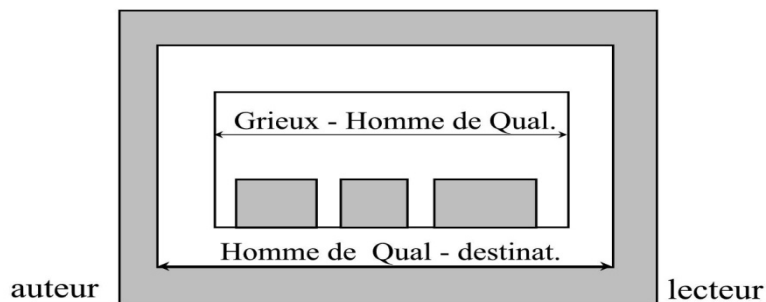 Grieux - Homme de Qual.
Homme de Qual - destinat.
auteur
lecteur